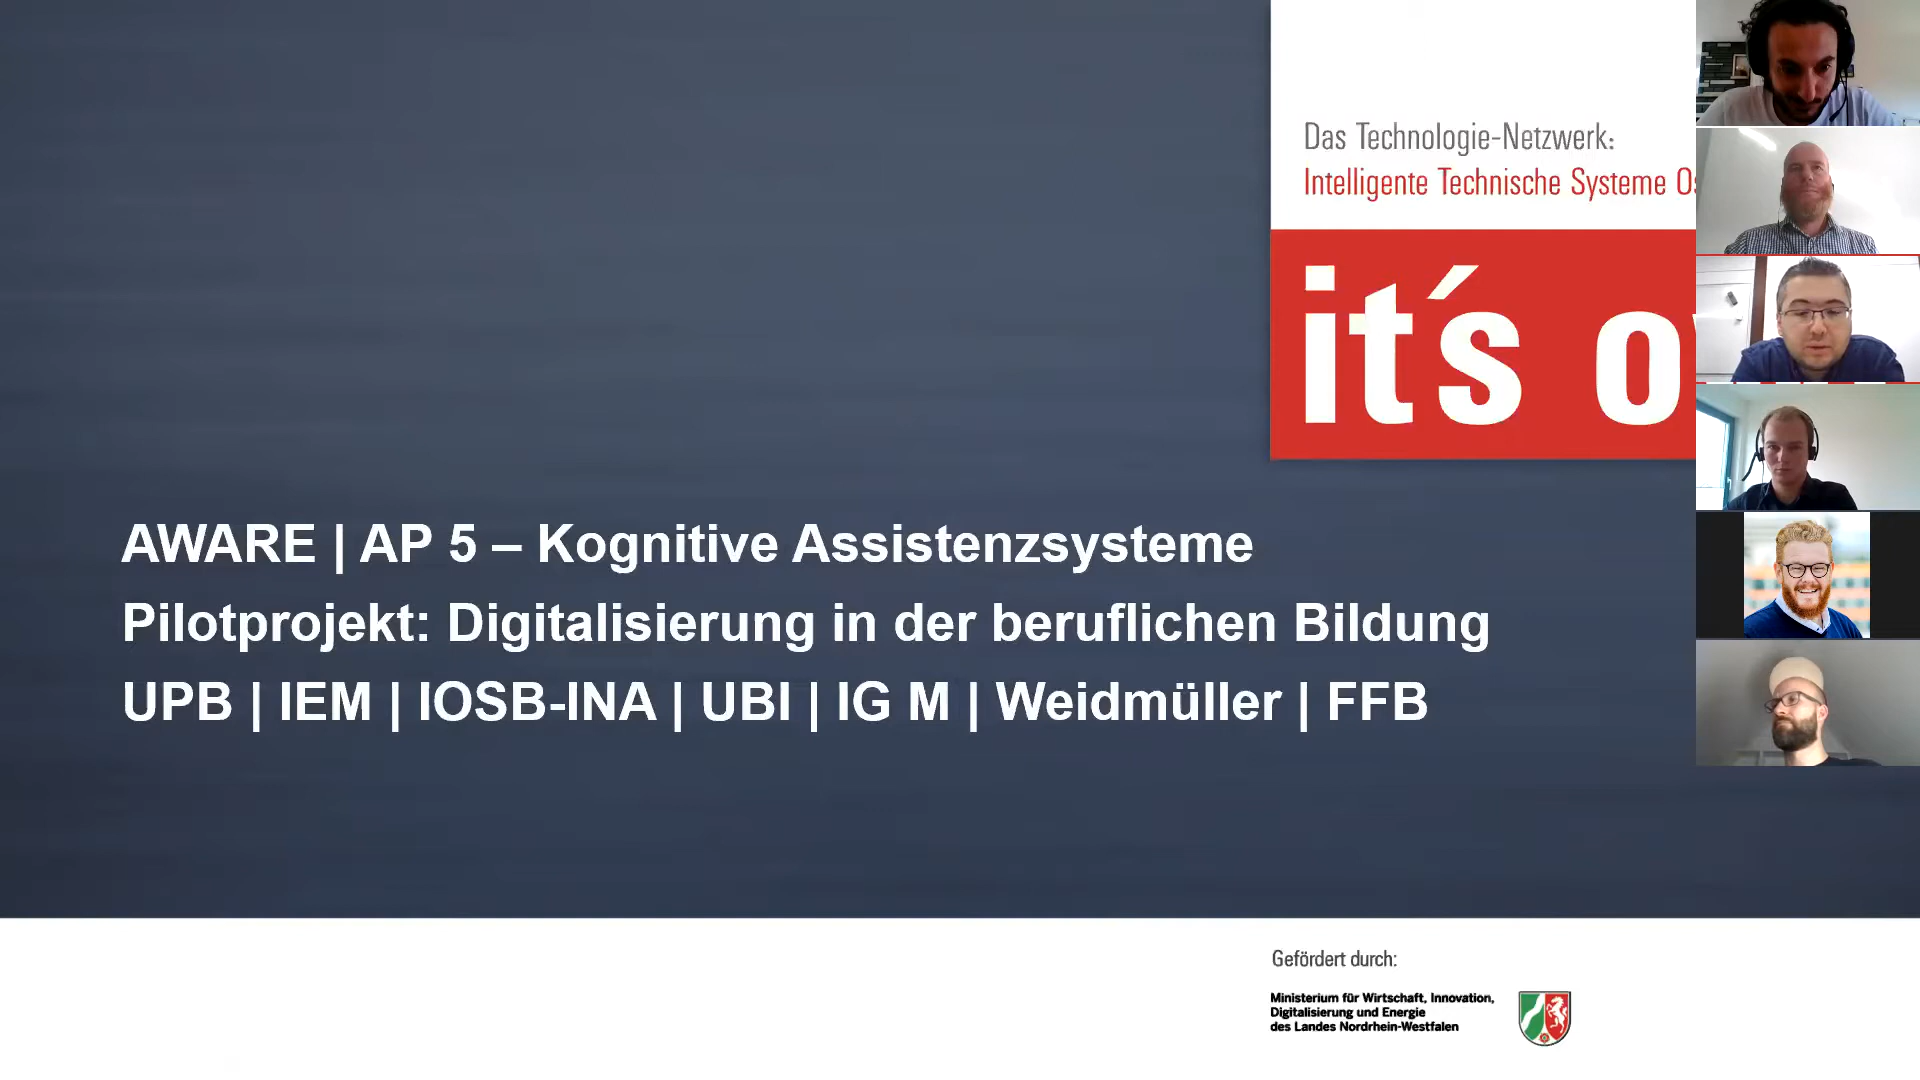 Das Technologie-Netzwerk:
Intelligente Technische Systeme
it´s
AWARE | AP 5 – Kognitive Assistenzsysteme
Pilotprojekt: Digitalisierung in der beruflichen Bildung
UPB | IEM | IOSB-INA | UBI | IG M | Weidmüller | FFB
Gefördert durch:
Ministerium für Wirtschaft, Innovation,
Digitalisierung und Energie
des Landes Nordrhein-Westfalen